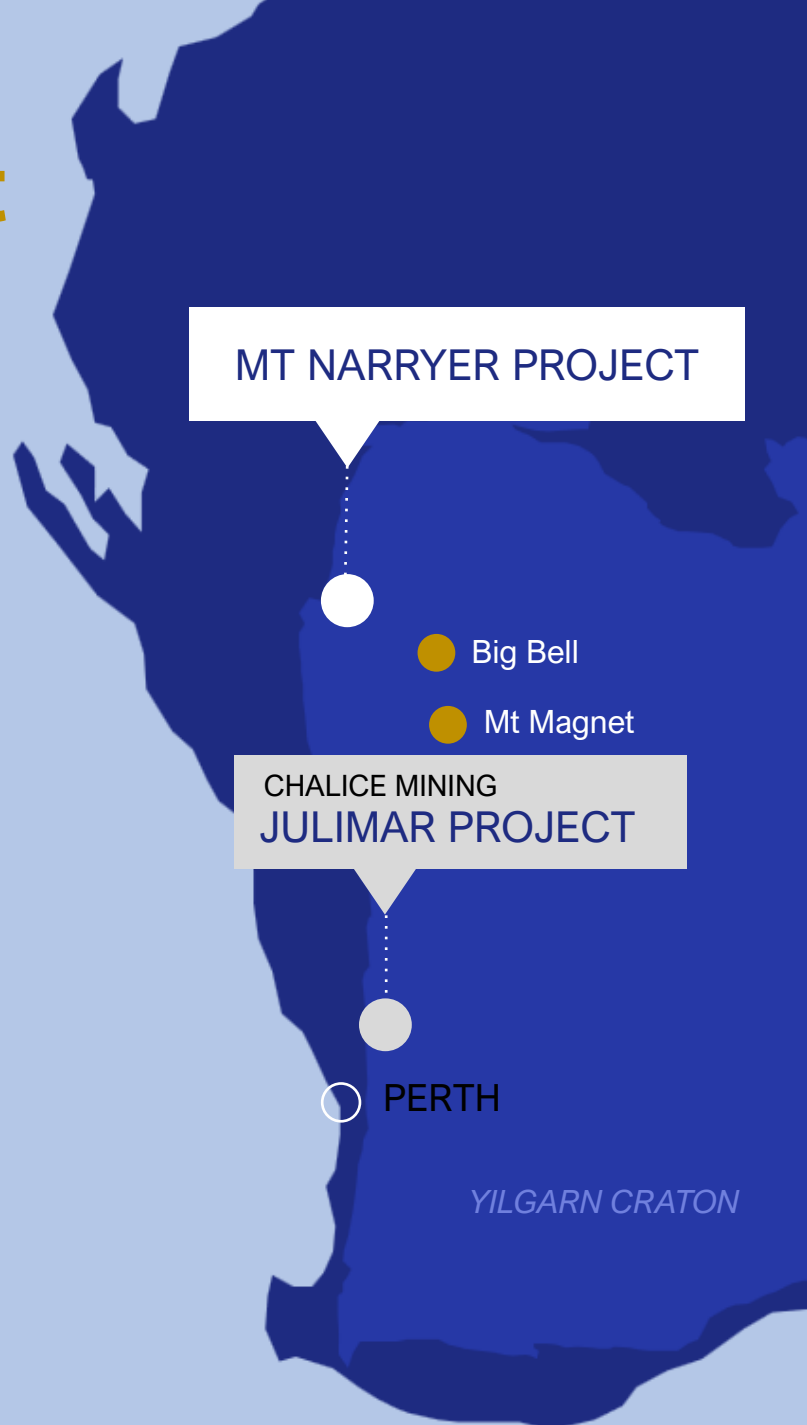 MT NARRYER PROJECT
Big Bell
Mt Magnet
CHALICE MINING
JULIMAR PROJECT
PERTH
YILGARN CRATON